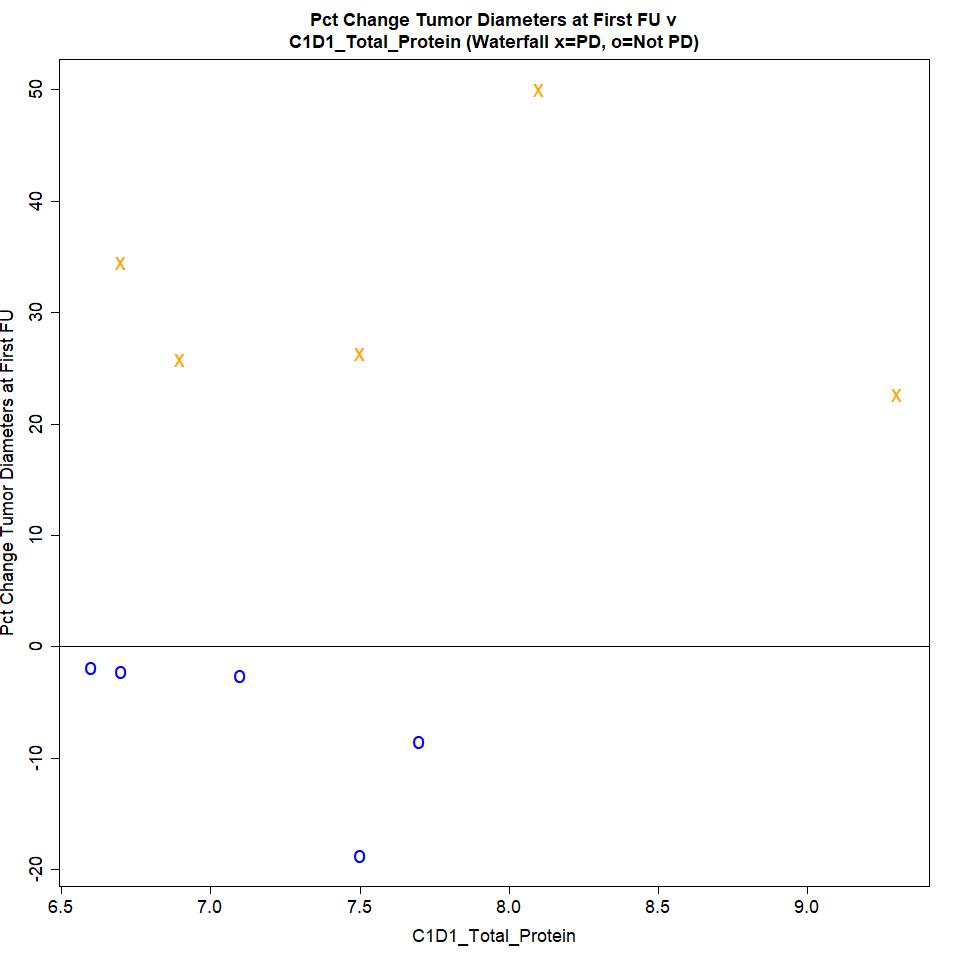 Pct Change Tumor Diameters at First FU v
C1D1_Total_Protein (Waterfall x=PD, o=Not PD)
Pct Change Tumor Diameters at First FU
50
40
30
20
10
0
-10
-20
X
X
X
X
X
O
O
O
O
O
6.5 7.0 7.5 8.0 8.5 9.0
C1D1_Total_Protein